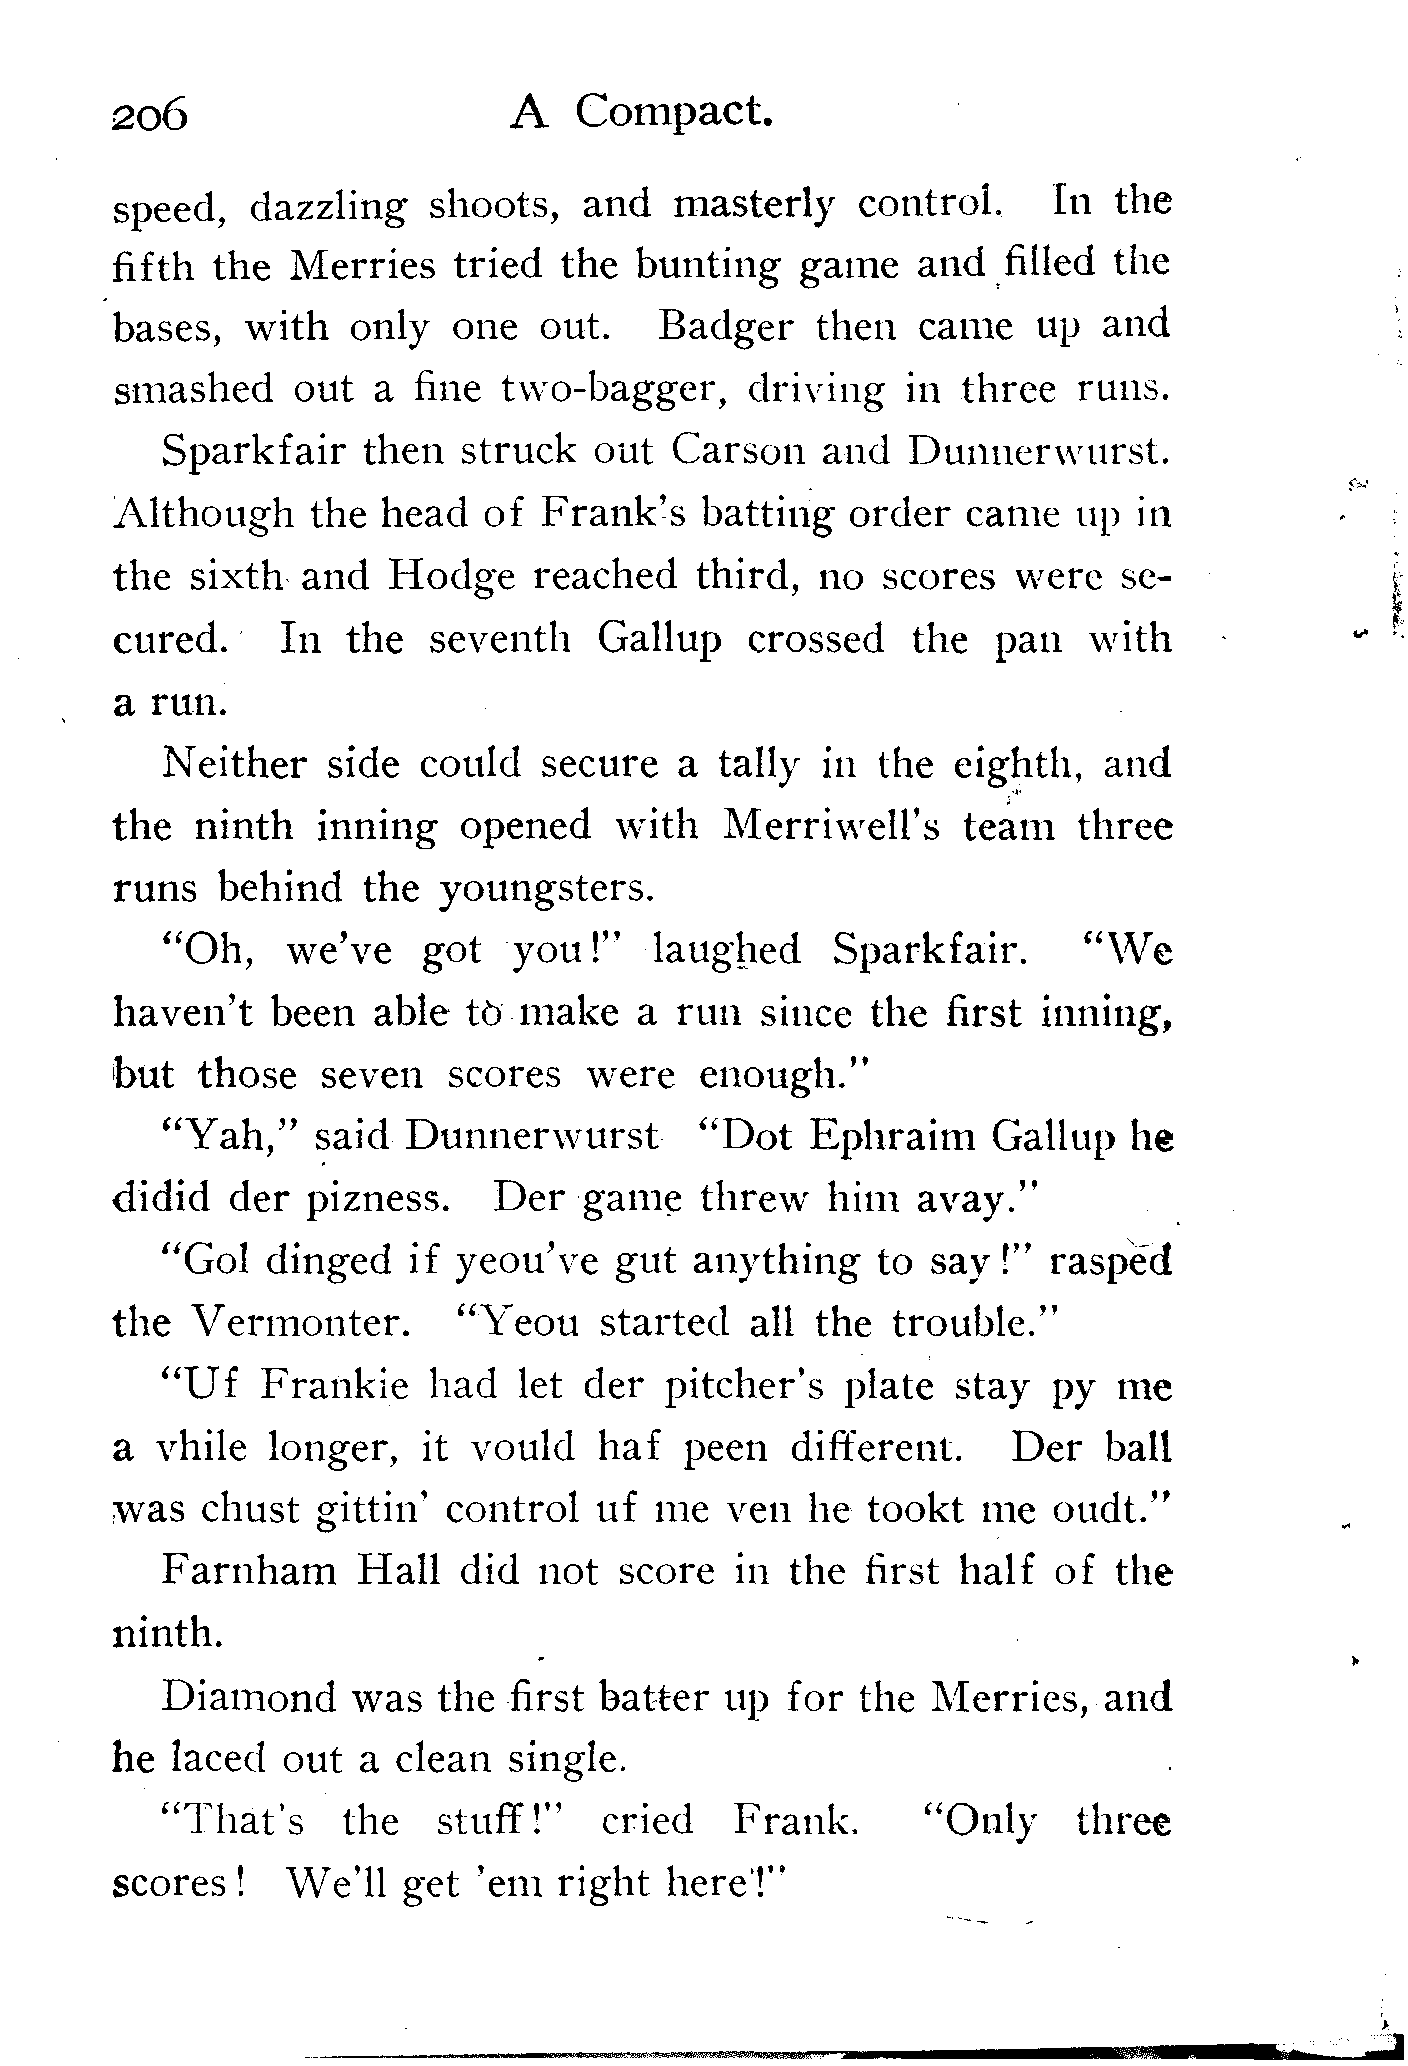 206 A Compact.
speed, dazzling shoots, and masterly control. In the
fifth the Merries tried the bunting game and filled the
bases, with only one out. Badger then came up and
smashed out a fine two-bagger, driving in three runs.
Sparkfair then struck out Carson and Dunnerwurst.
Although the head of Frank's batting order came up in
the sixth and Hodge reached third, no scores were se-
cured. In the seventh Gallup crossed the pan with
a run.
Neither side could secure a tally in the eighth, and
the ninth inning opened with Merriwell's team three
runs behind the youngsters.
"Oh, we've got you!" laughed Sparkfair. "We
haven't been able to make a run since the first inning,
but those seven scores were enough."
"Yah," said Dunnerwurst "Dot Ephraim Gallup he
didid der pizness. Der game threw him avay."
"Gol dinged if yeou've gut anything to say!" rasped
the Vermonter. "Yeou started all the trouble."
"Uf Frankie had let der pitcher's plate stay py me
a vhile longer, it vould haf peen different. Der ball
was chust gittin' control uf me ven he tookt me oudt."
Farnham Hall did not score in the first half of the
ninth.
Diamond was the first batter up for the Merries, and
he laced out a clean single.
"That's the stuff!" cried Frank. "Only three
scores! We'll get 'em right here!"